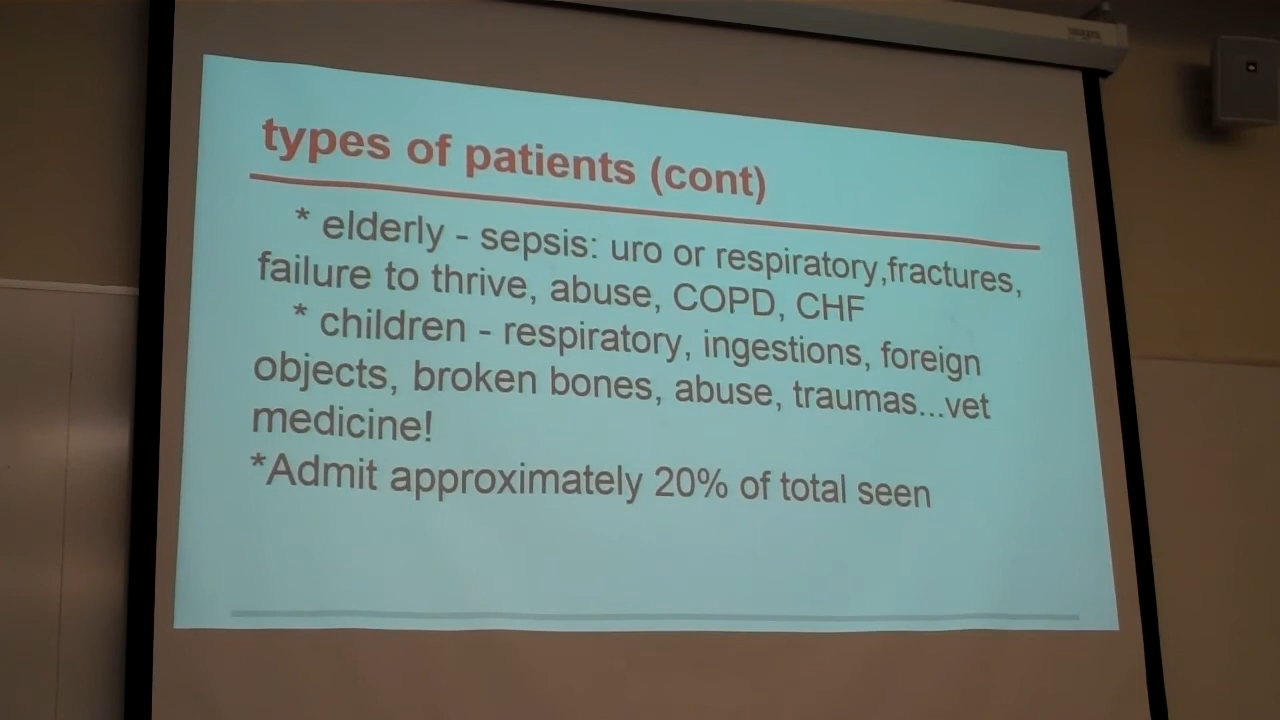 types of patients (cont)
* elderly - sepsis: uro or respiratory,fractures,
failure to thrive, abuse, COPD, CHF
* children - respiratory, ingestions, foreign
objects, broken bones, abuse, traumas...vet
medicine!
*Admit approximately 20% of total seen